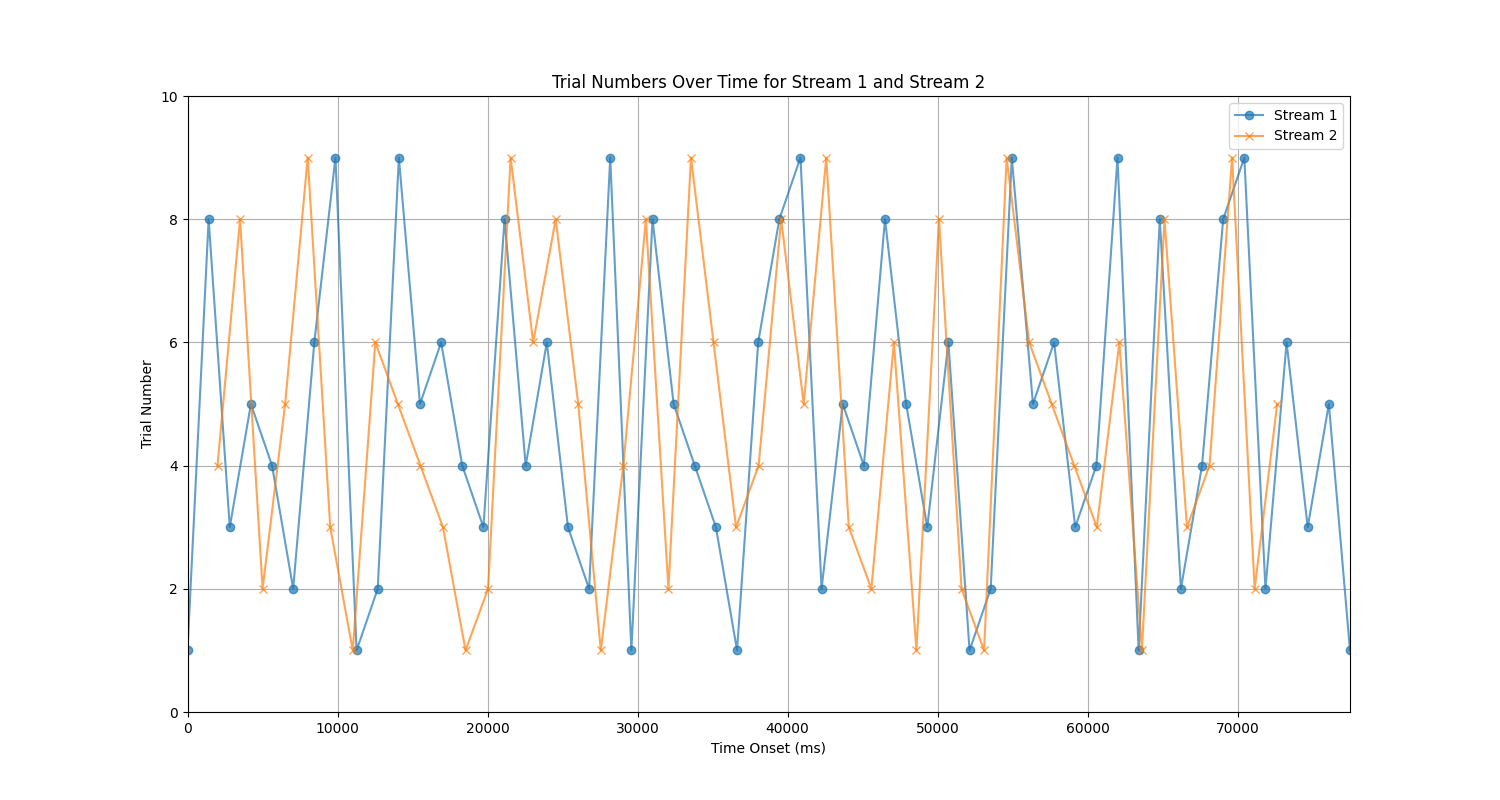 Trial Numbers Over Time for Stream 1 and Stream 2
Stream 1
Stream 2
Trial Number
10
8
6
4
2
0
0 10000 20000 30000 40000 50000 60000 70000
Time Onset (ms)